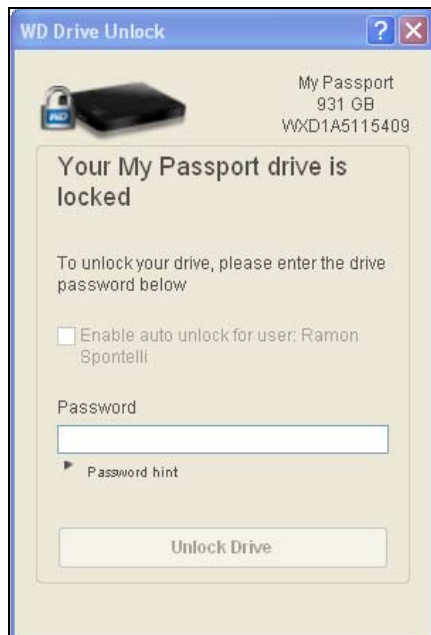 WD Drive Unlock
My Passport
931 GB
WXD1A5115409
WD
Your My Passport drive is
locked
To unlock your drive, please enter the drive
password below
Enable auto unlock for user: Ramon
Spontelli
Password
Password hint
Unlock Drive